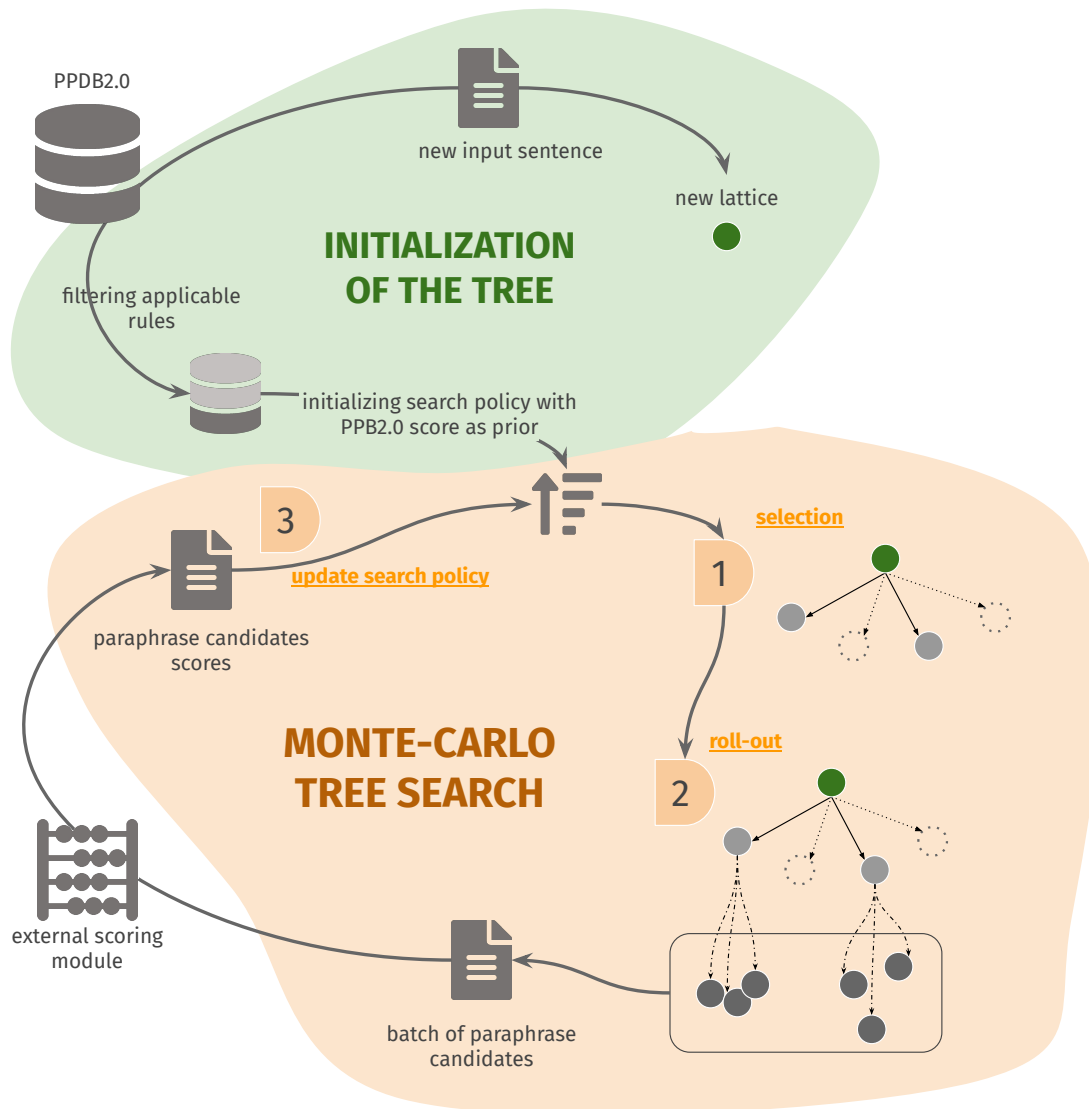 PPDB2.0
new input sentence
new lattice
INITIALIZATION
OF THE TREE
filtering applicable
rules
initializing search policy with
PPB2.0 score as prior
3
selection
1
update search policy
paraphrase candidates
scores
MONTE-CARLO
TREE SEARCH
roll-out
2
external scoring
module
batch of paraphrase
candidates